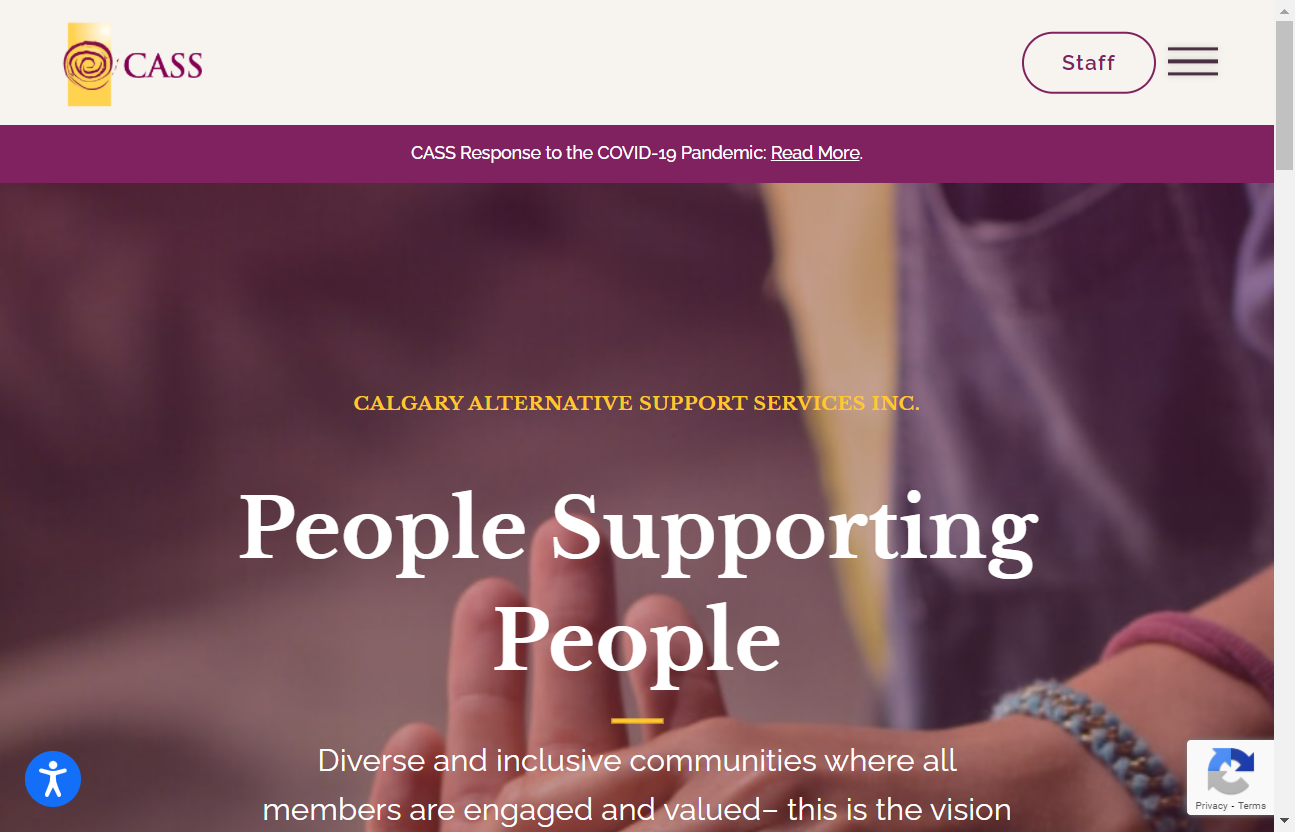 CASS
Staff
CASS Response to the COVID-19 Pandemic: Read More.
CALGARY ALTERNATIVE SUPPORT SERVICES INC.
People Supporting
People
Diverse and inclusive communities where all
members are engaged and valued– this is the vision
Privacy - Terms